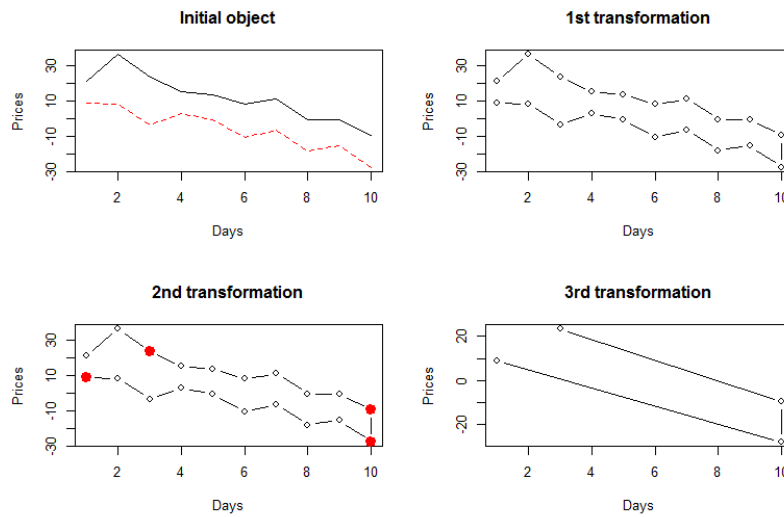 Initial object
Prices
30
10
-10
-30
2 4 6 8 10
Days
1st transformation
Prices
30
10
-10
-30
2 4 6 8 10
Days
2nd transformation
Prices
30
10
-10
-30
2 4 6 8 10
Days
3rd transformation
Prices
20
0
-20
2 4 6 8 10
Days